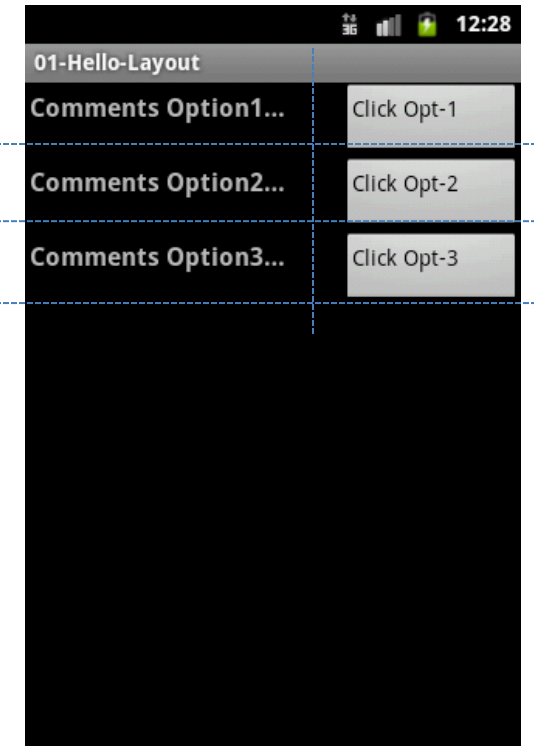 3G 12:28
01-Hello-Layout
Comments Option1... Click Opt-1
Comments Option2... Click Opt-2
Comments Option3... Click Opt-3